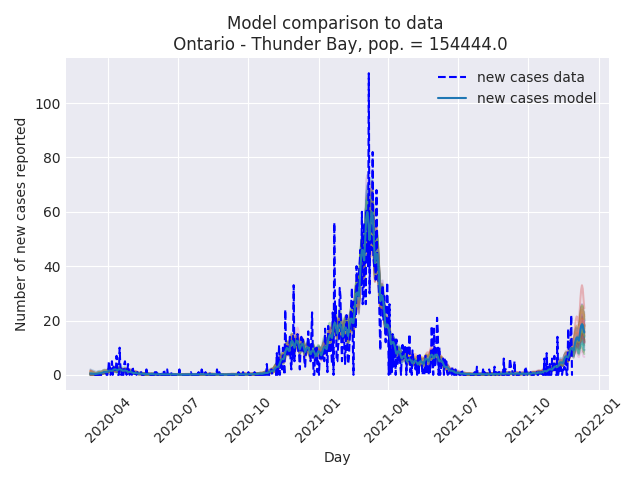 Model comparison to data
Ontario - Thunder Bay, pop. = 154444.0
new cases data
new cases model
Number of new cases reported
100
80
60
40
20
0
2020-04
2020-07
2020-10
2021-01
2021-04
2021-07
2021-10
2022-01
Day